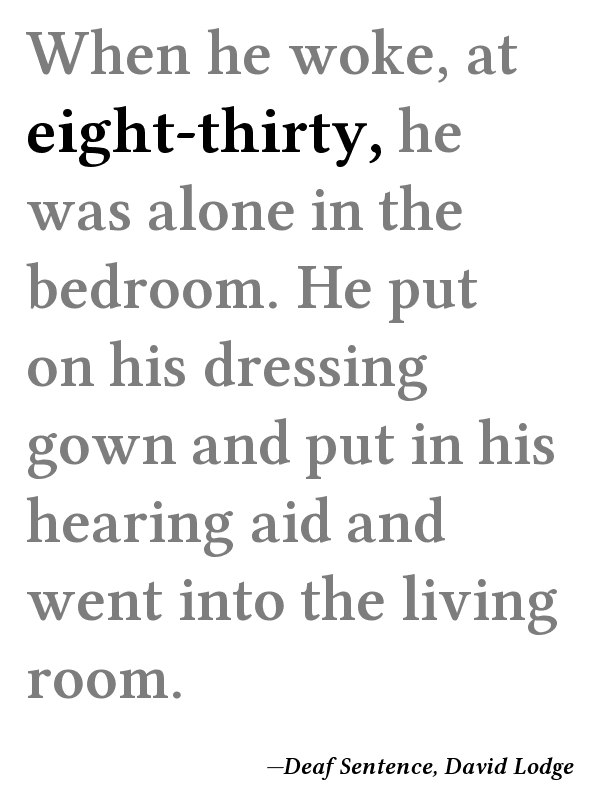 When he woke, at
eight-thirty, he
was alone in the
bedroom. He put
on his dressing
gown and put in his
hearing aid and
went into the living
room.
—Deaf Sentence, David Lodge